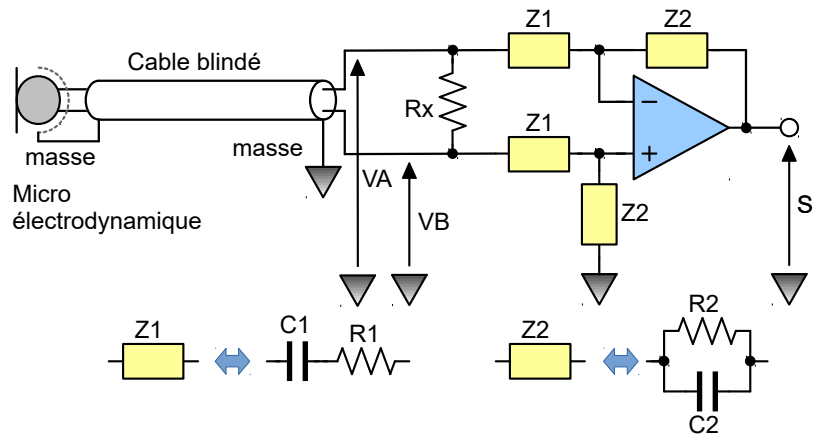 Z1
Z2
Cable blindé
Rx
−
Z1
+
masse
masse
VA
Micro
électrodynamique
VB
Z2
S
Z1
C1
R1
Z2
R2
C2